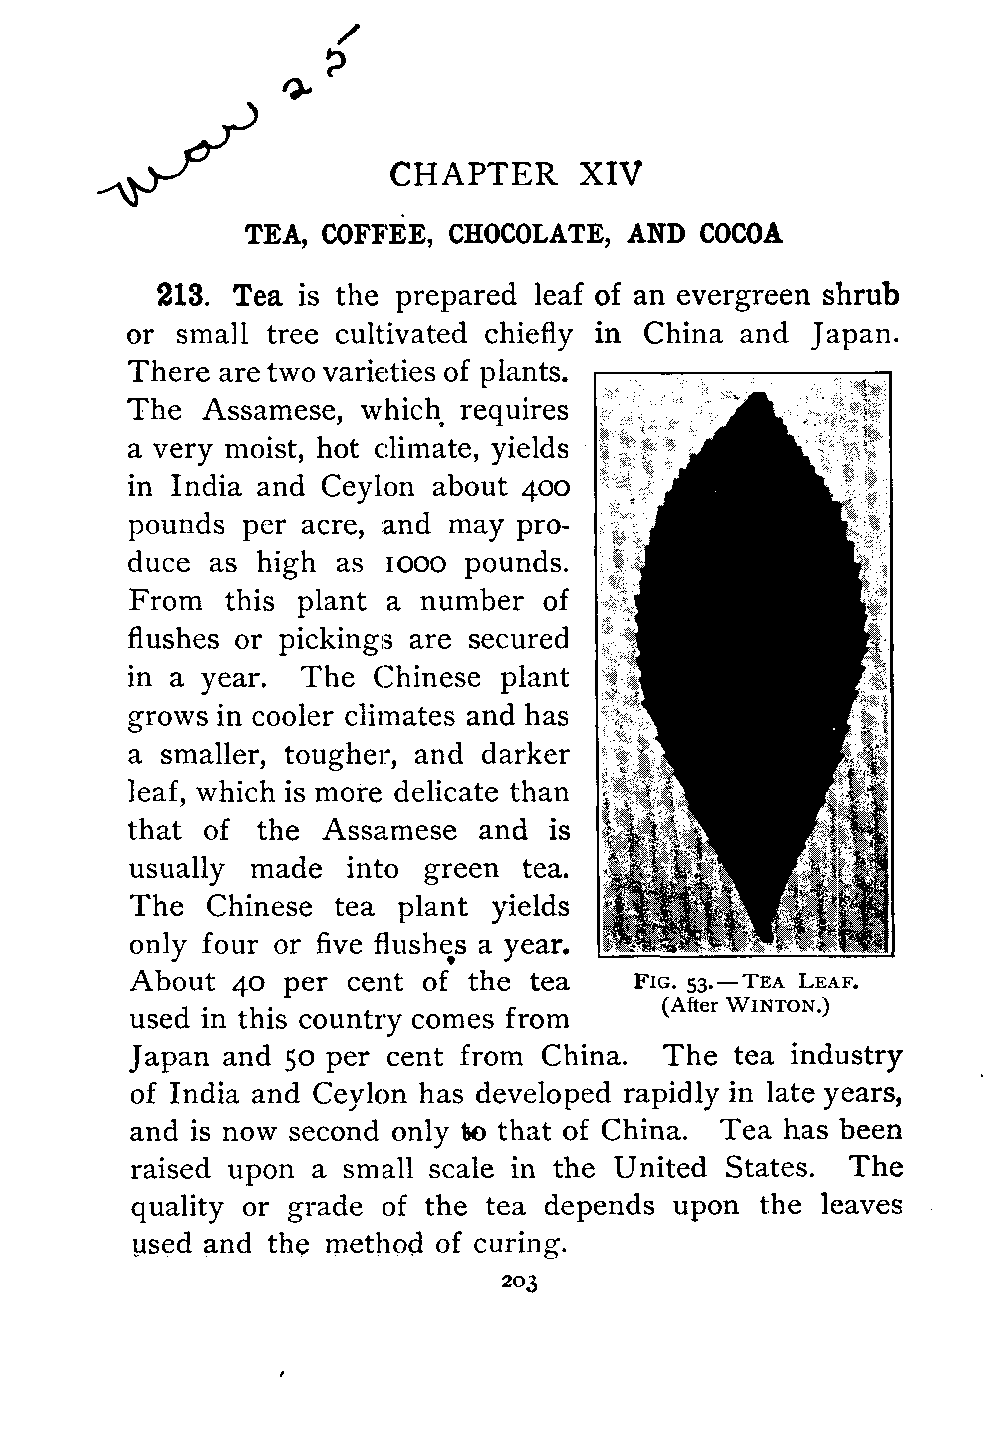 Mar 25
CHAPTER XIV
TEA, COFFEE, CHOCOLATE, AND COCOA
213. Tea is the prepared leaf of an evergreen shrub
or small tree cultivated chiefly in China and Japan.
There are two varieties of plants.
The Assamese, which requires
a very moist, hot climate, yields
in India and Ceylon about 400
pounds per acre, and may pro-
duce as high as 1000 pounds.
From this plant a number of
flushes or pickings are secured
in a year. The Chinese plant
grows in cooler climates and has
a smaller, tougher, and darker
leaf, which is more delicate than
that of the Assamese and is
usually made into green tea.
The Chinese tea plant yields
only four or five flushes a year.
About 40 per cent of the tea
used in this country comes from
Japan and 50 per cent from China. The tea industry
of India and Ceylon has developed rapidly in late years,
and is now second only to that of China. Tea has been
raised upon a small scale in the United States. The
quality or grade of the tea depends upon the leaves
used and the method of curing.
FIG. 53.—TEA LEAF.
(After WINTON.)
203